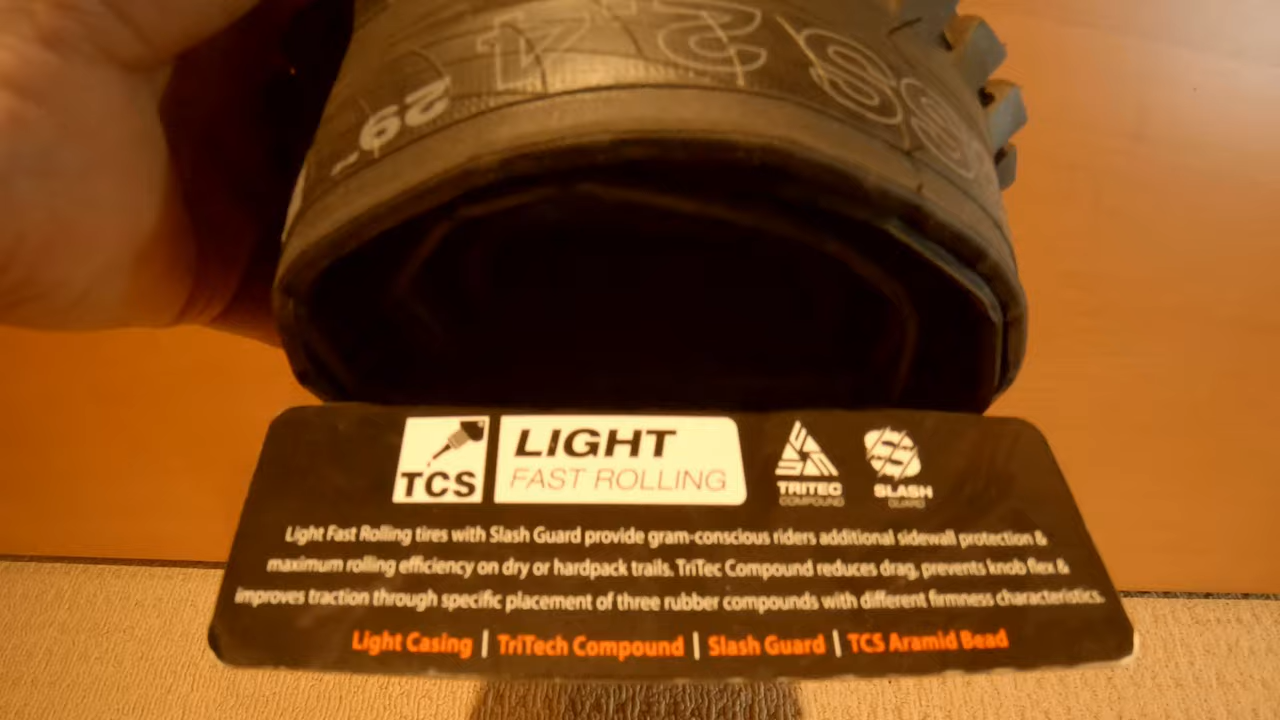 29"
2.4
TCS
LIGHT
FAST ROLLING
TRITEC
COMPOUND
SLASH
GUARD
Light Fast Rolling tires with Slash Guard provide gram-conscious riders additional sidewall protection &
maximum rolling efficiency on dry or hardpack trails. TriTec Compound reduces drag, prevents knob flex &
improves traction through specific placement of three rubber compounds with different firmness characteristics.
Light Casing | TriTech Compound | Slash Guard | TCS Aramid Bead